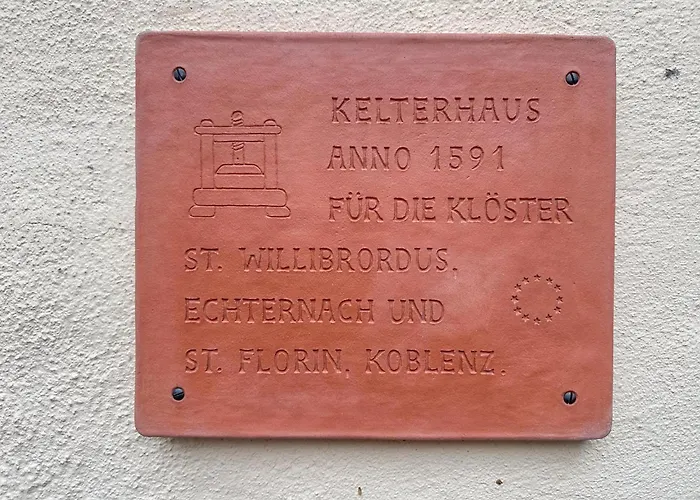 KELTERHAUS
ANNO 1591
FÜR DIE KLÖSTER
ST. WILLIBRORDUS,
ECHTERNACH UND
ST. FLORIN, KOBLENZ.